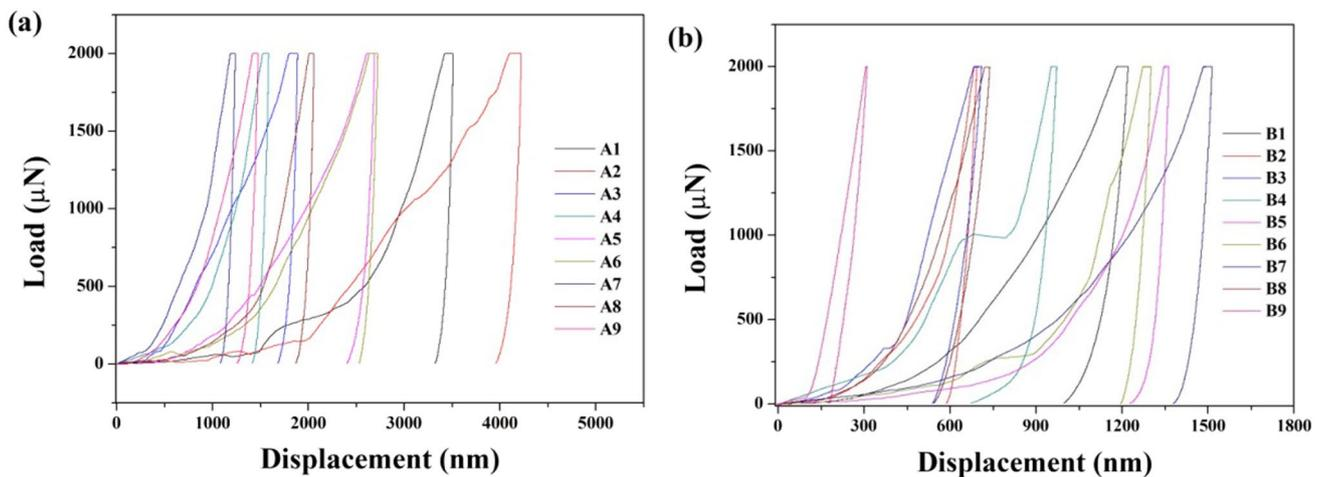 (a)
Load (μN)
2000
1500
1000
500
0
0 1000 2000 3000 4000 5000
Displacement (nm)
A1
A2
A3
A4
A5
A6
A7
A8
A9
(b)
Load (μN)
2000
1500
1000
500
0
0 300 600 900 1200 1500 1800
Displacement (nm)
B1
B2
B3
B4
B5
B6
B7
B8
B9